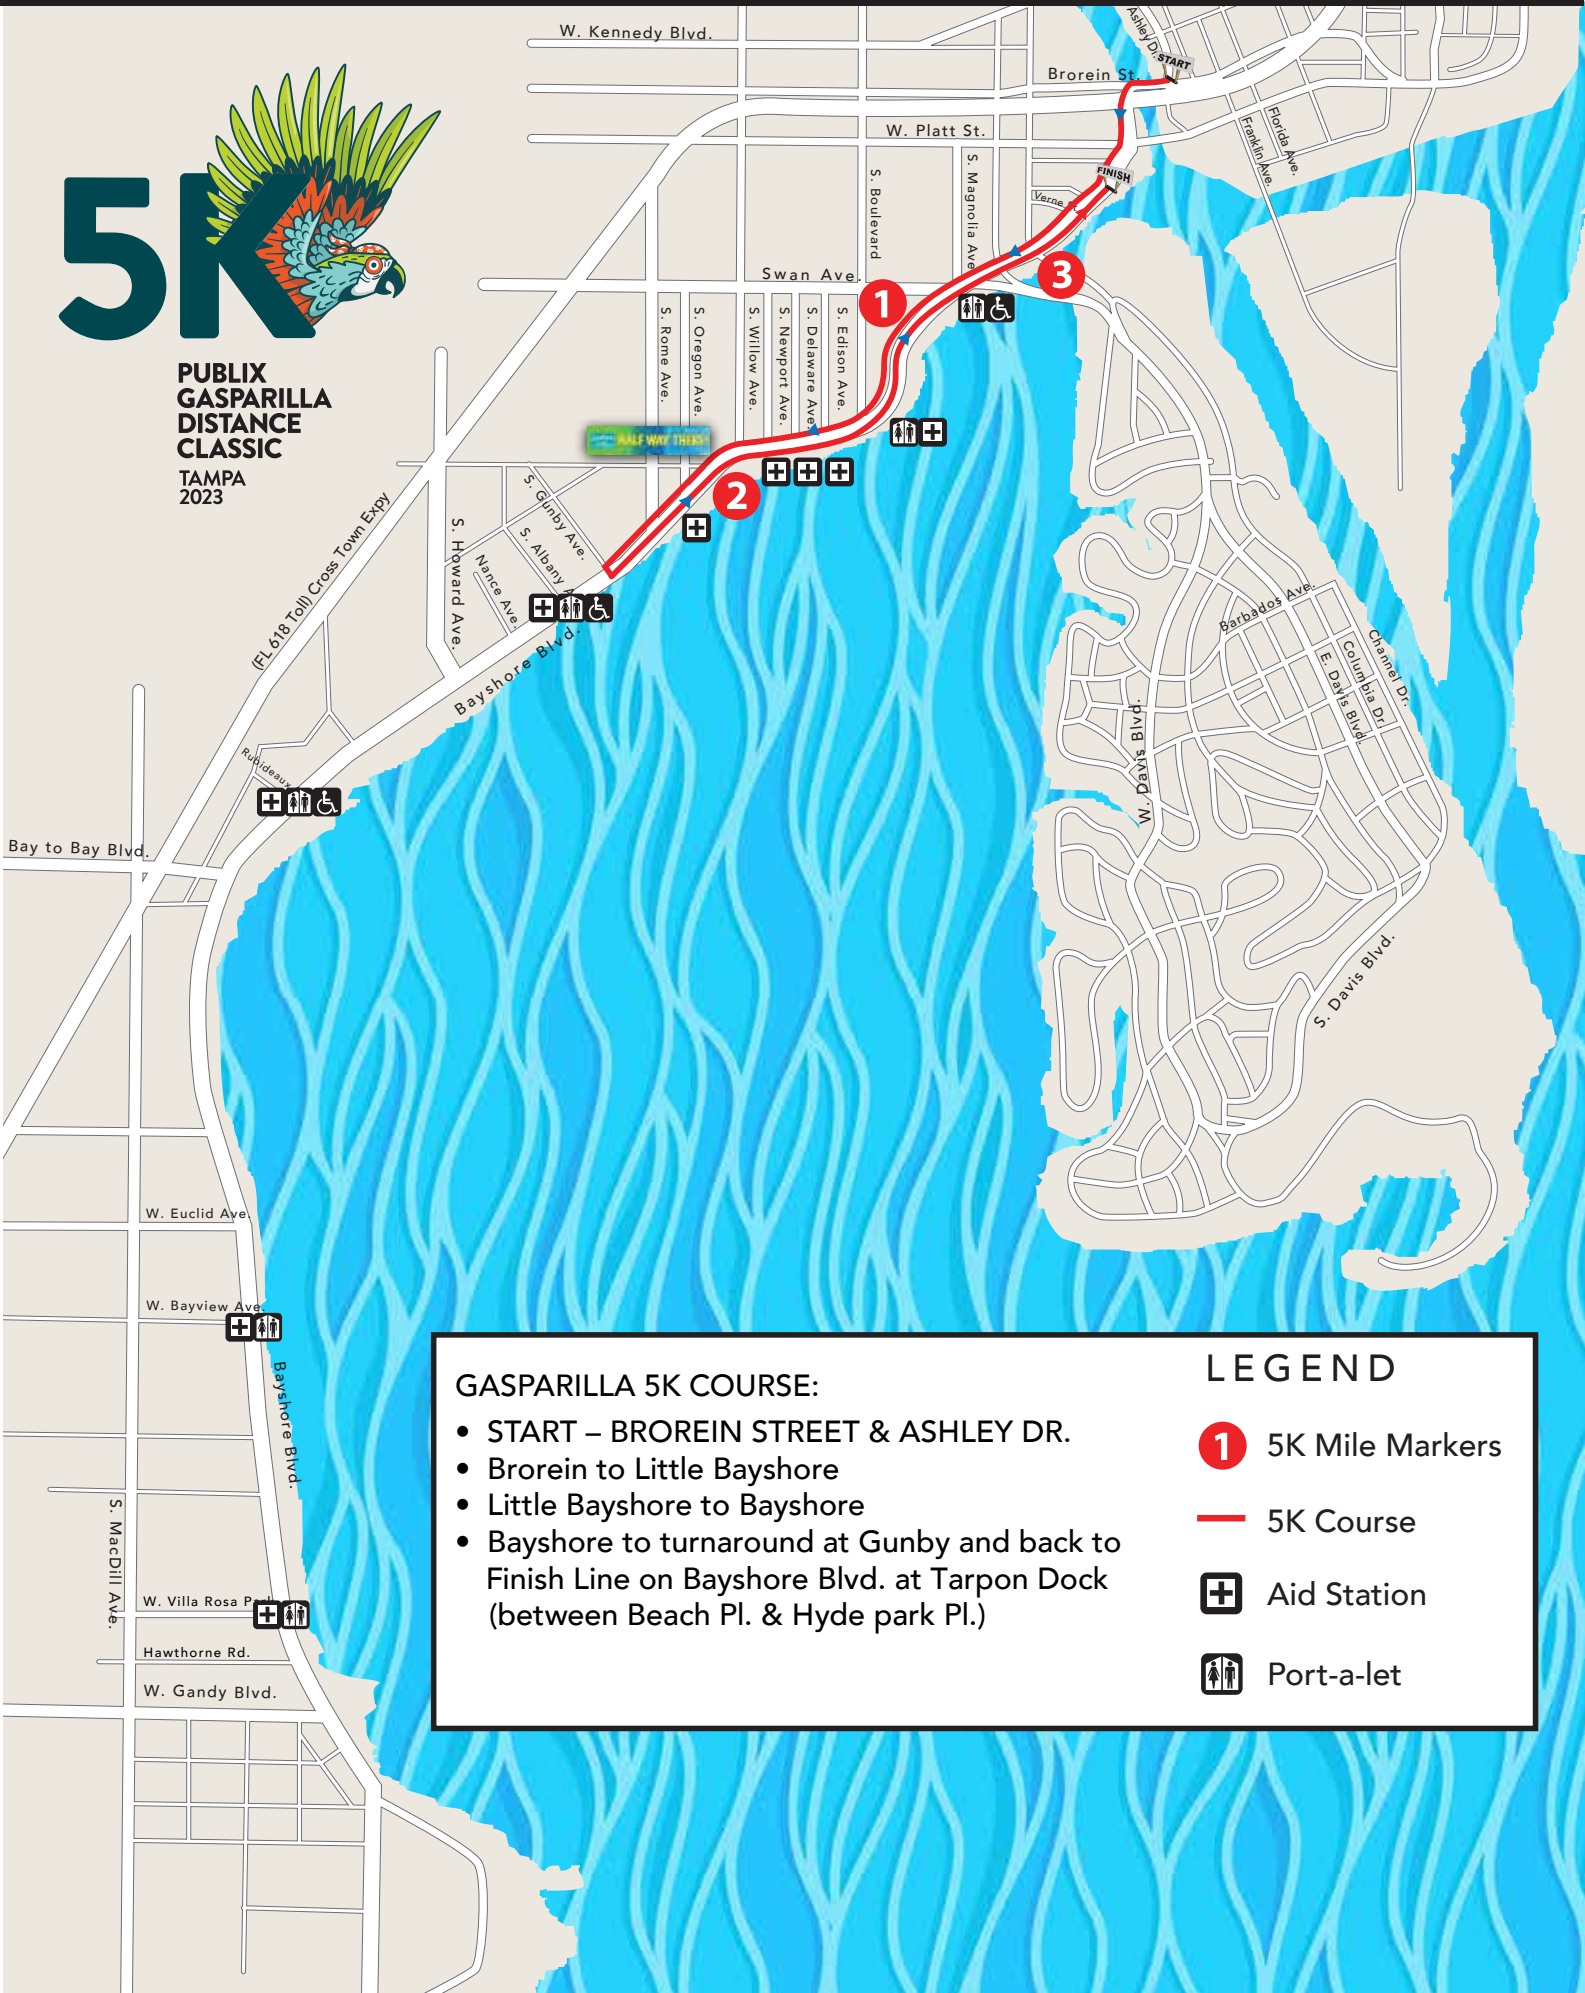 W. Kennedy Blvd.
Ashley Dr.
START
Brorein St.
W. Platt St.
Florida Ave.
Franklin Ave.
FINISH
Verne St.
S. Boulevard
S. Magnolia Ave.
5K
PUBLIX
GASPARILLA
DISTANCE
CLASSIC
TAMPA
2023
Swan Ave.
1
3
S. Rome Ave.
S. Oregon Ave.
S. Willow Ave.
S. Newport Ave.
S. Delaware Ave.
S. Edison Ave.
HALF WAY THERE!
2
S. Gunby Ave.
S. Albany A
Nance Ave.
S. Howard Ave.
(FL 618 Toll) Cross Town Expy
Bayshore Blvd.
Barbados Ave.
Channel Dr.
Columbia Dr.
E. Davis Blvd.
W. Davis Blvd.
S. Davis Blvd.
Rubideaux
Bay to Bay Blvd.
W. Euclid Ave.
W. Bayview Ave.
Bayshore Blvd.
S. MacDill Ave.
W. Villa Rosa Park
Hawthorne Rd.
W. Gandy Blvd.
GASPARILLA 5K COURSE:
• START – BROREIN STREET & ASHLEY DR.
• Brorein to Little Bayshore
• Little Bayshore to Bayshore
• Bayshore to turnaround at Gunby and back to
Finish Line on Bayshore Blvd. at Tarpon Dock
(between Beach Pl. & Hyde park Pl.)
LEGEND
1 5K Mile Markers
5K Course
Aid Station
Port-a-let